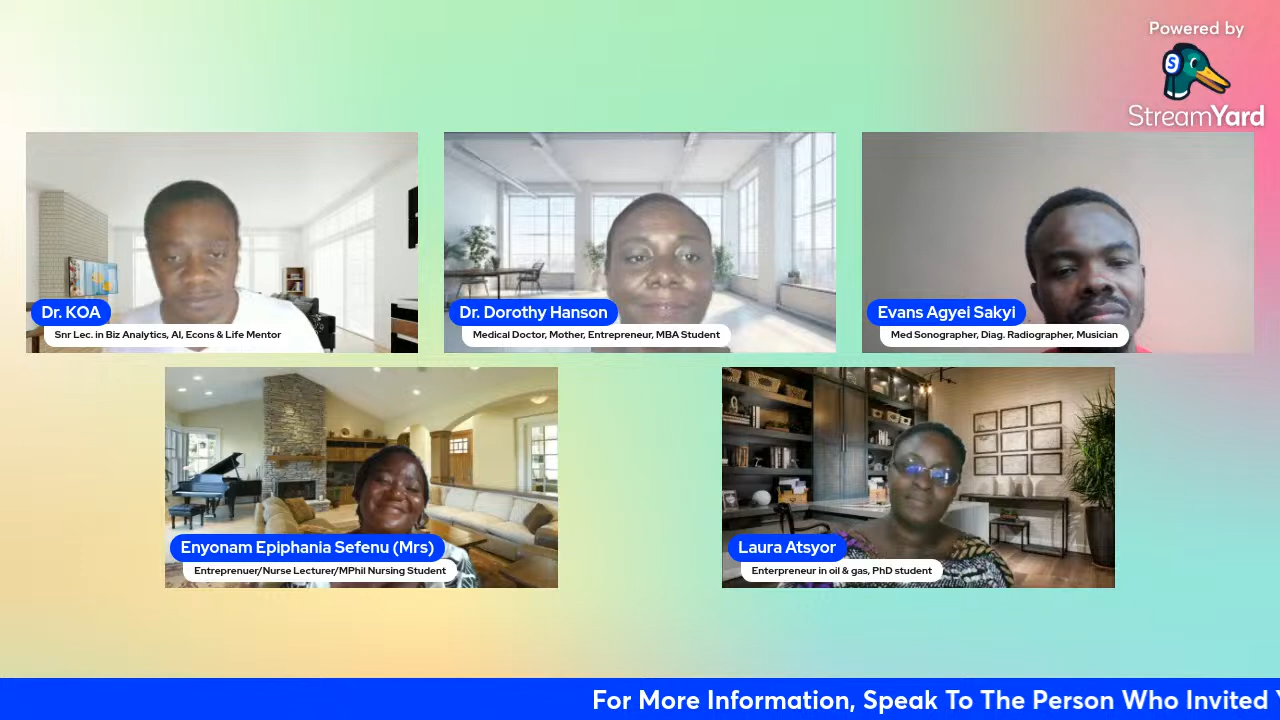 Powered by
S
StreamYard
Dr. KOA
Snr Lec. in Biz Analytics, AI, Econs & Life Mentor
Dr. Dorothy Hanson
Medical Doctor, Mother, Entrepreneur, MBA Student
Evans Agyei Sakyi
Med Sonographer, Diag. Radiographer, Musician
Enyonam Epiphania Sefenu (Mrs)
Entreprenuer/Nurse Lecturer/MPhil Nursing Student
Laura Atsyor
Enterpreneur in oil & gas, PhD student
For More Information, Speak To The Person Who Invited